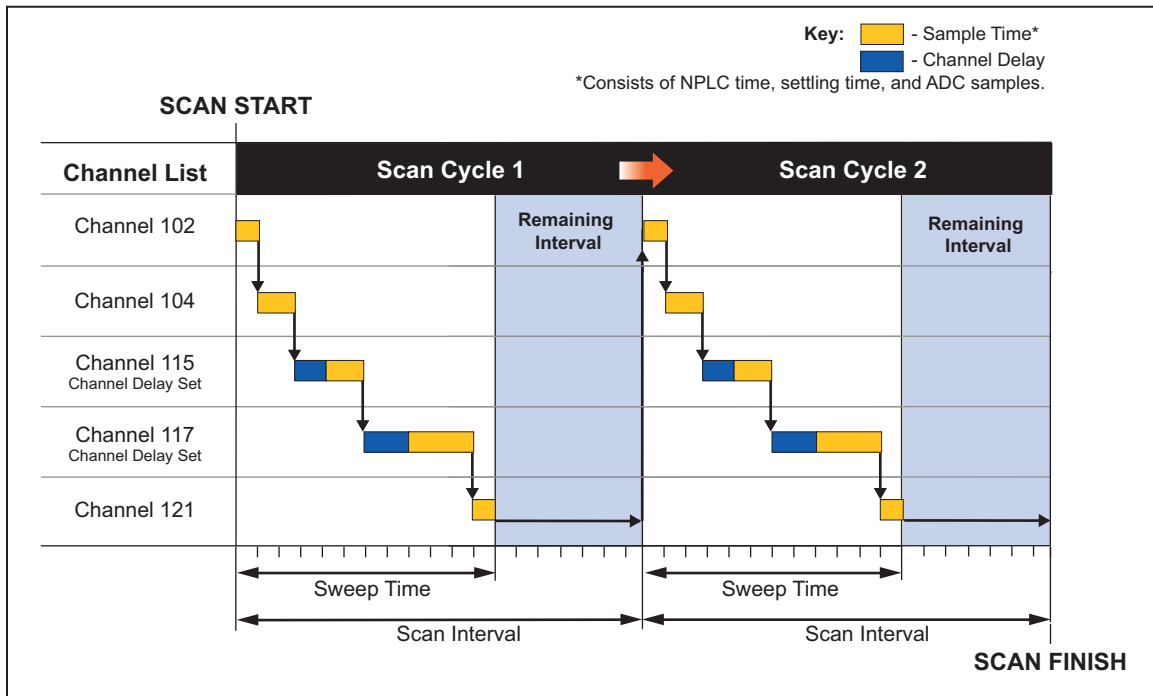 Key: - Sample Time*
- Channel Delay
*Consists of NPLC time, settling time, and ADC samples.
SCAN START
Channel List Scan Cycle 1 Scan Cycle 2
Channel 102
Remaining
Interval
Remaining
Interval
Channel 104
Channel 115
Channel Delay Set
Channel 117
Channel Delay Set
Channel 121
Sweep Time Sweep Time
Scan Interval Scan Interval
SCAN FINISH